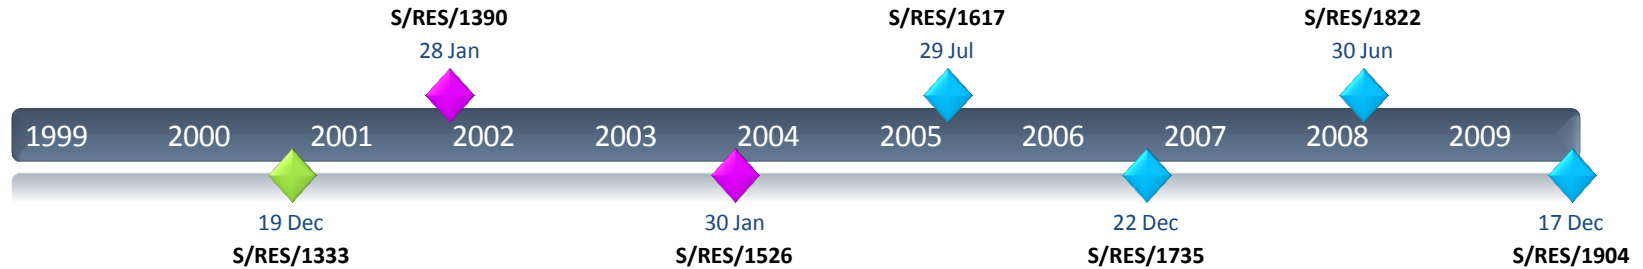 S/RES/1390
28 Jan
S/RES/1617
29 Jul
S/RES/1822
30 Jun
1999 2000 2001 2002 2003 2004 2005 2006 2007 2008 2009
19 Dec
S/RES/1333
30 Jan
S/RES/1526
22 Dec
S/RES/1735
17 Dec
S/RES/1904